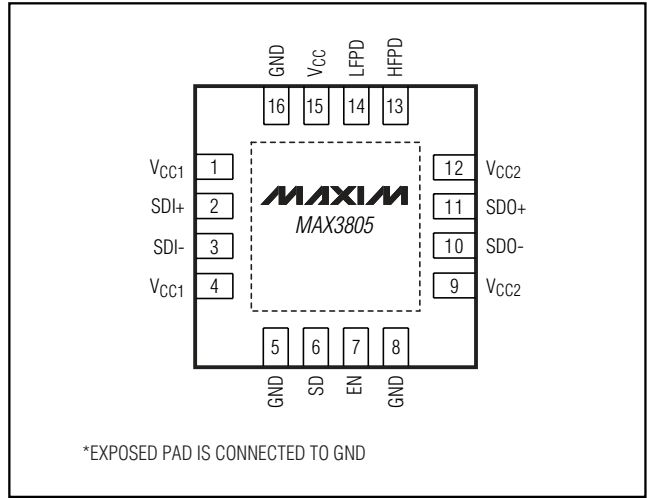 GND
VCC
LFPD
HFPD
16 15 14 13
VCC1 1
12 VCC2
SDI+ 2
11 SDO+
MAXIM
MAX3805
SDI- 3
10 SDO-
VCC1 4
9 VCC2
5 6 7 8
GND
SD
EN
GND
*EXPOSED PAD IS CONNECTED TO GND